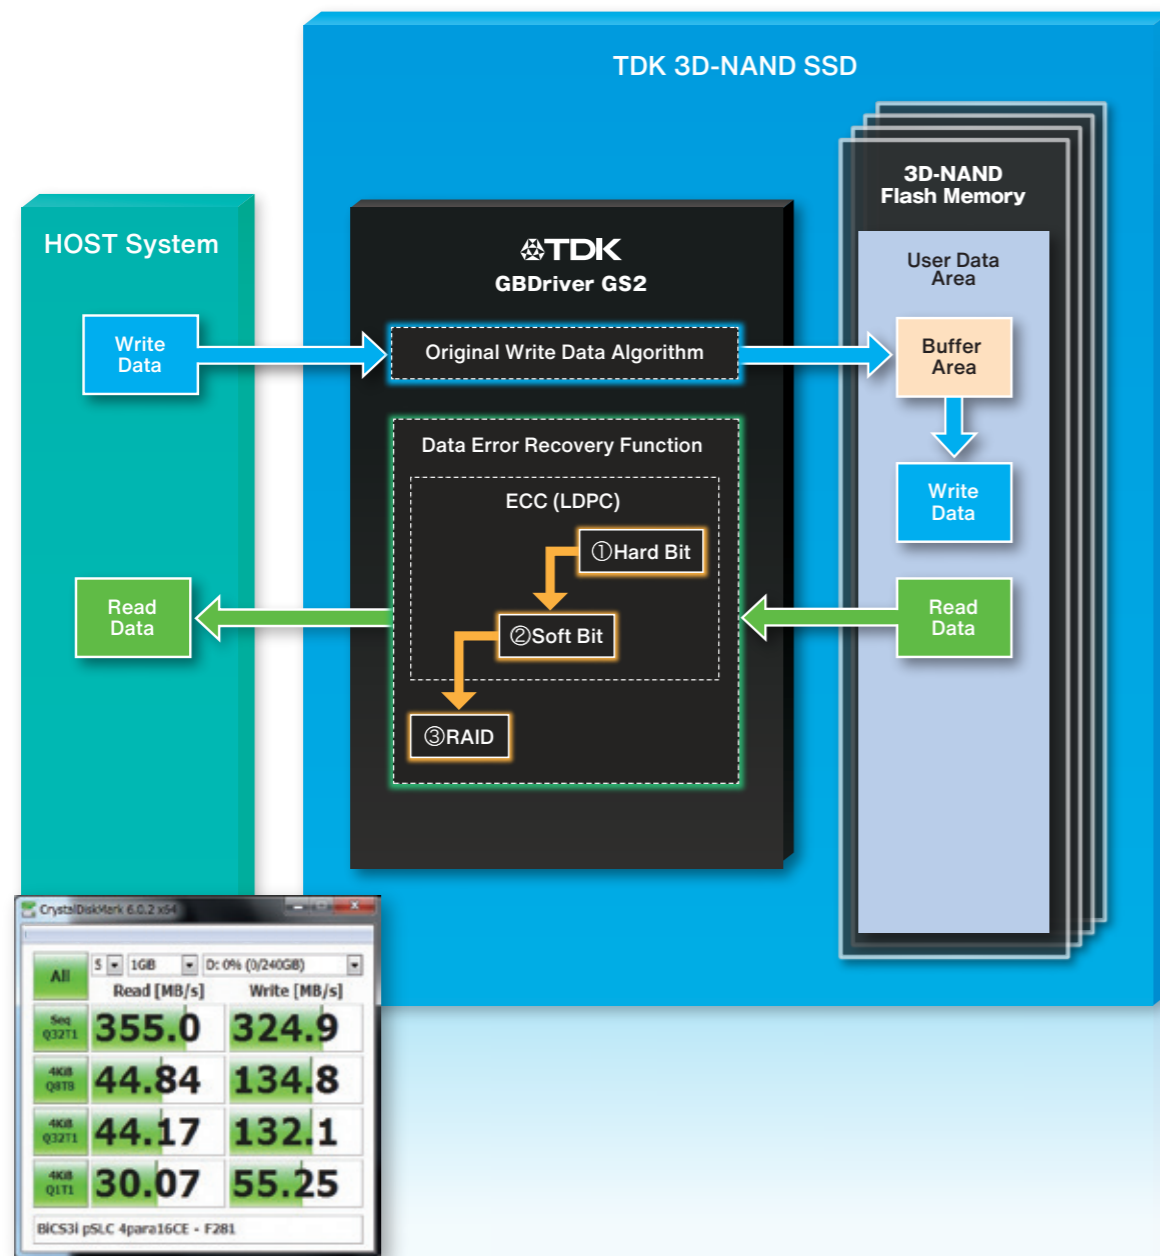 TDK 3D-NAND SSD
3D-NAND
Flash Memory
HOST System
TDK
GBDriver GS2
User Data
Area
Write
Data
Original Write Data Algorithm
Buffer
Area
Data Error Recovery Function
ECC (LDPC)
Write
Data
①Hard Bit
Read
Data
②Soft Bit
Read
Data
③RAID
CrystalDiskMark 6.0.2 x64
All
5 1GB D: 0% (0/240GB)
Read [MB/s] Write [MB/s]
Seq
Q32T1
355.0 324.9
4KiB
Q8T8
44.84 134.8
4KiB
Q32T1
44.17 132.1
4KiB
Q1T1
30.07 55.25
BiCS3i pSLC 4para16CE - F281